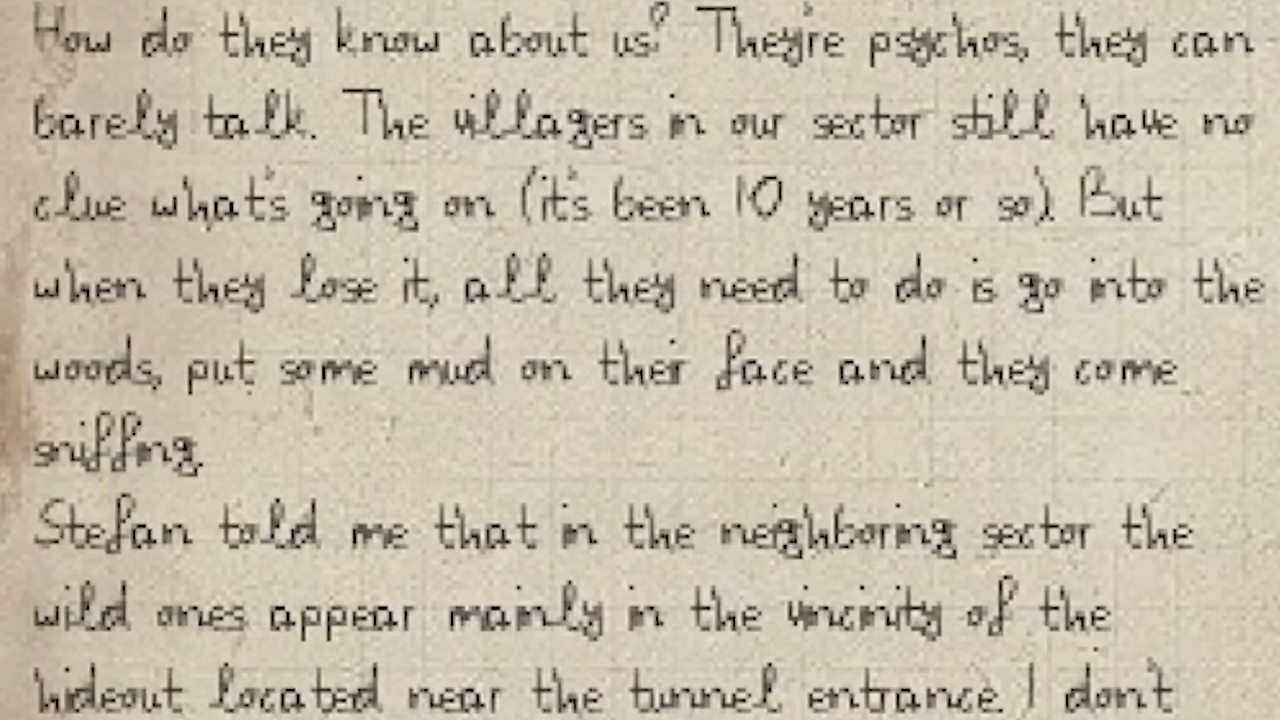 How do they know about us? They're psychos, they can
barely talk. The villagers in our sector still have no
clue what's going on (it's been 10 years or so). But
when they lose it, all they need to do is go into the
woods, put some mud on their face and they come
sniffing.
Stefan told me that in the neighboring sector the
wild ones appear mainly in the vincinity of the
hideout located near the tunnel entrance. I don't